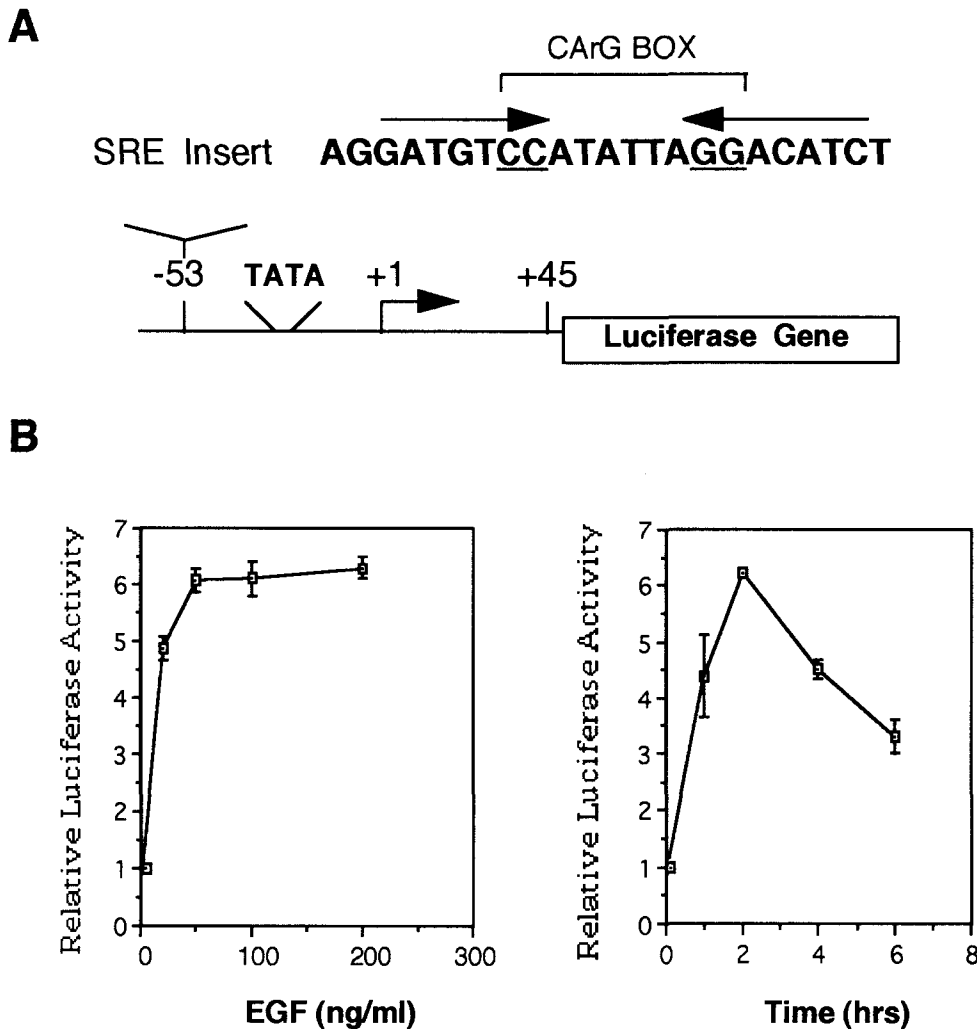 A
CArG BOX
SRE Insert AGGATGTCCATATTAGGACATCT
-53 TATA +1 +45
Luciferase Gene
B
Relative Luciferase Activity
7
6
5
4
3
2
1
0
0 100 200 300
EGF (ng/ml)
Relative Luciferase Activity
7
6
5
4
3
2
1
0
0 2 4 6 8
Time (hrs)